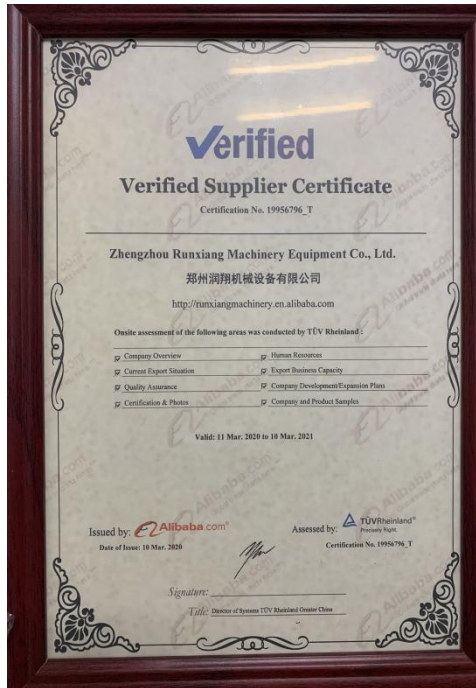 Verified
Verified Supplier Certificate
Certification No. 19956796_T
Zhengzhou Runxiang Machinery Equipment Co., Ltd.
郑州润翔机械设备有限公司
http://runxiangmachinery.en.alibaba.com
Onsite assessment of the following areas was conducted by TÜV Rheinland :
Company Overview
Human Resources
Current Export Situation
Export Business Capacity
Quality Assurance
Company Development/Expansion Plans
Certification & Photos
Company and Product Samples
Valid: 11 Mar. 2020 to 10 Mar. 2021
Issued by: Alibaba.com®
Assessed by: TÜVRheinland®
Precisely Right.
Date of Issue: 10 Mar. 2020
Certification No. 19956796_T
Signature:
Title: Director of Systems TÜV Rheinland Greater China